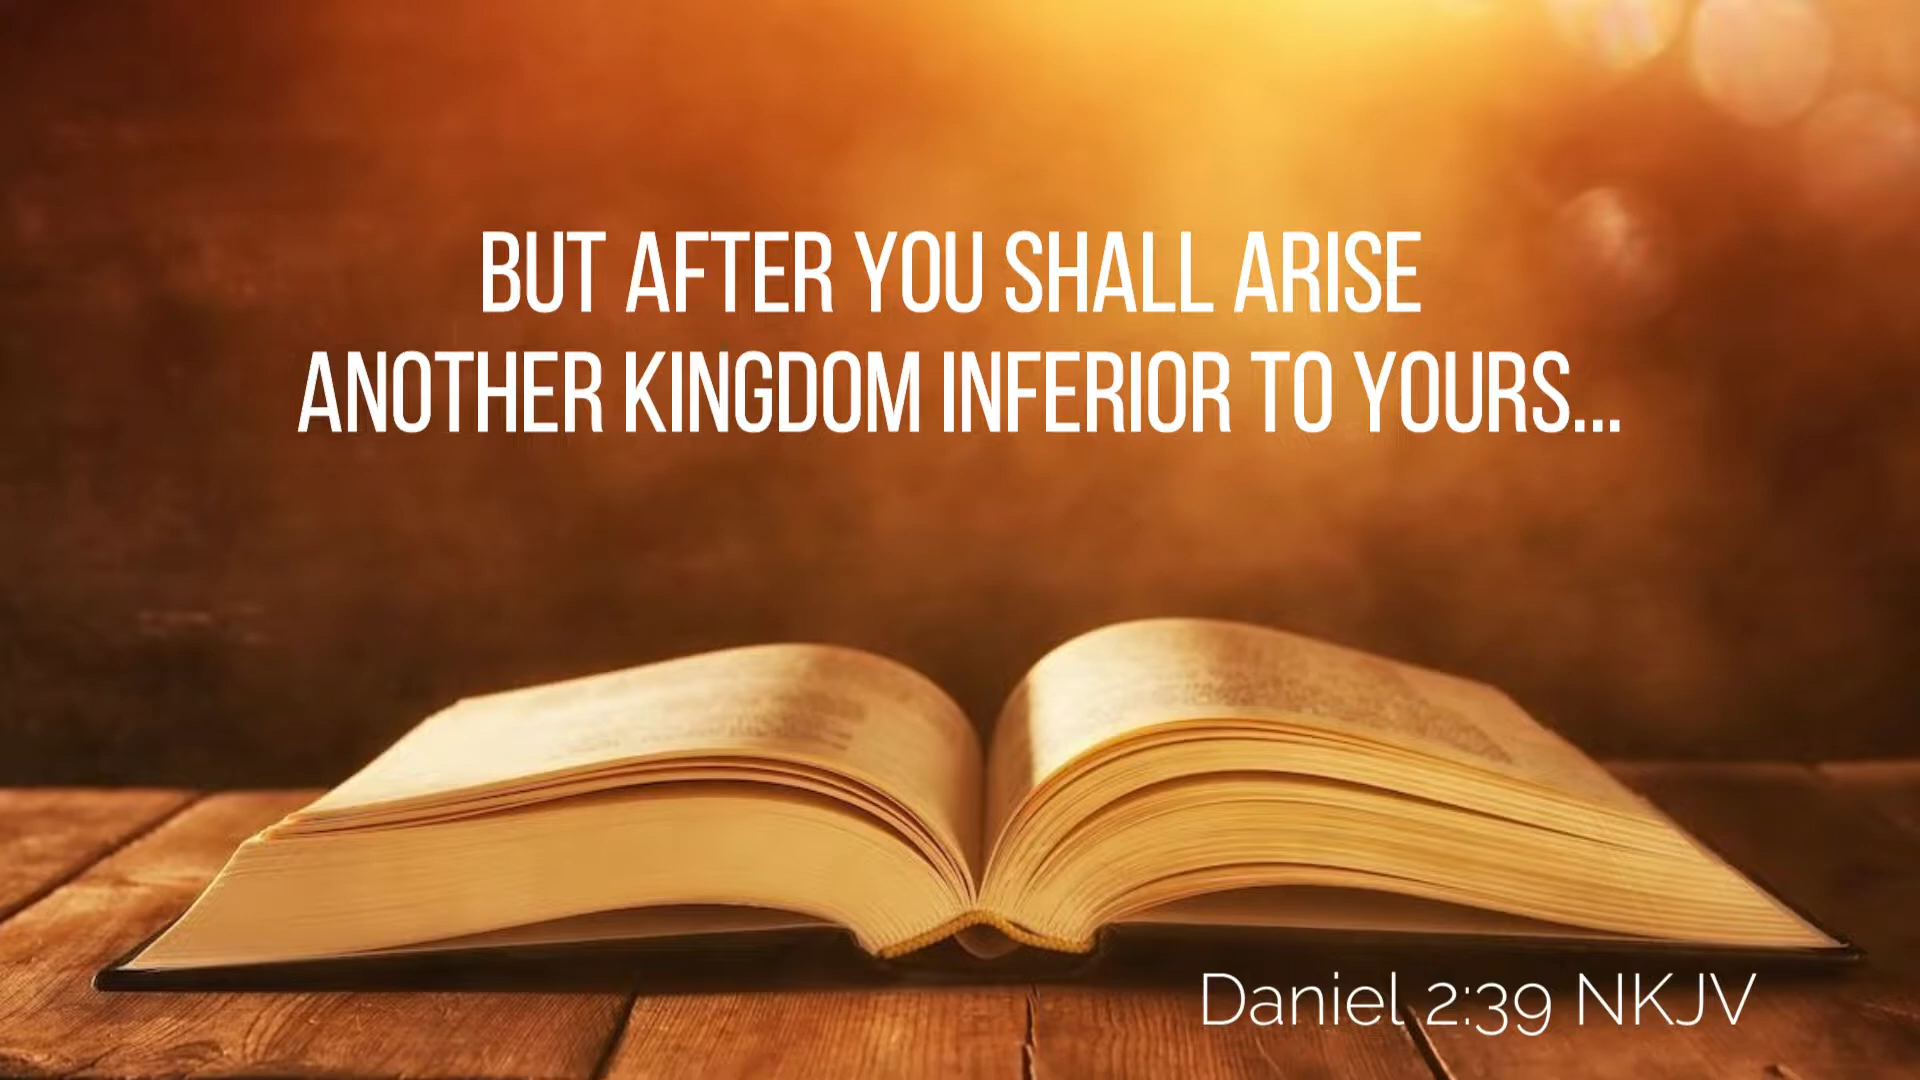 BUT AFTER YOU SHALL ARISE
ANOTHER KINGDOM INFERIOR TO YOURS...
Daniel 2:39 NKJV